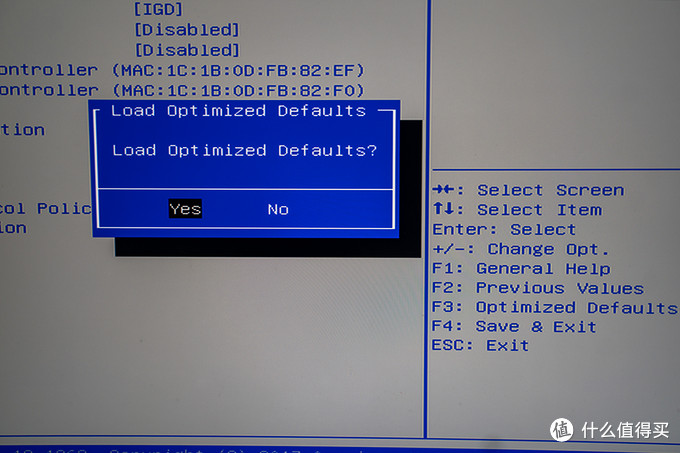 [IGD]
[Disabled]
[Disabled]
ontroller (MAC:1C:1B:0D:FB:82:EF)
ontroller (MAC:1C:1B:0D:FB:82:F0)
Load Optimized Defaults
tion
Load Optimized Defaults?
col Polic
ion
Yes No
→←: Select Screen
↑↓: Select Item
Enter: Select
+/-: Change Opt.
F1: General Help
F2: Previous Values
F3: Optimized Defaults
F4: Save & Exit
ESC: Exit
值 什么值得买